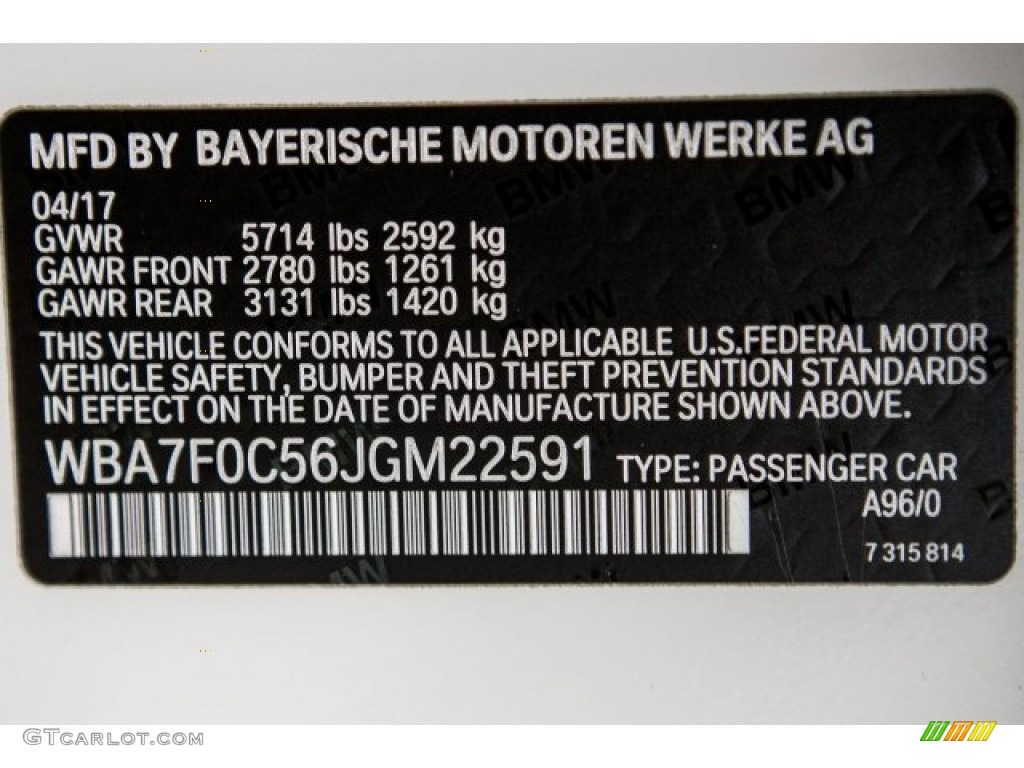 MFD BY BAYERISCHE MOTOREN WERKE AG
04/17
GVWR 5714 lbs 2592 kg
GAWR FRONT 2780 lbs 1261 kg
GAWR REAR 3131 lbs 1420 kg
THIS VEHICLE CONFORMS TO ALL APPLICABLE U.S.FEDERAL MOTOR
VEHICLE SAFETY, BUMPER AND THEFT PREVENTION STANDARDS
IN EFFECT ON THE DATE OF MANUFACTURE SHOWN ABOVE.
WBA7F0C56JGM22591 TYPE: PASSENGER CAR
A96/0
7 315 814
GTCARLOT.COM